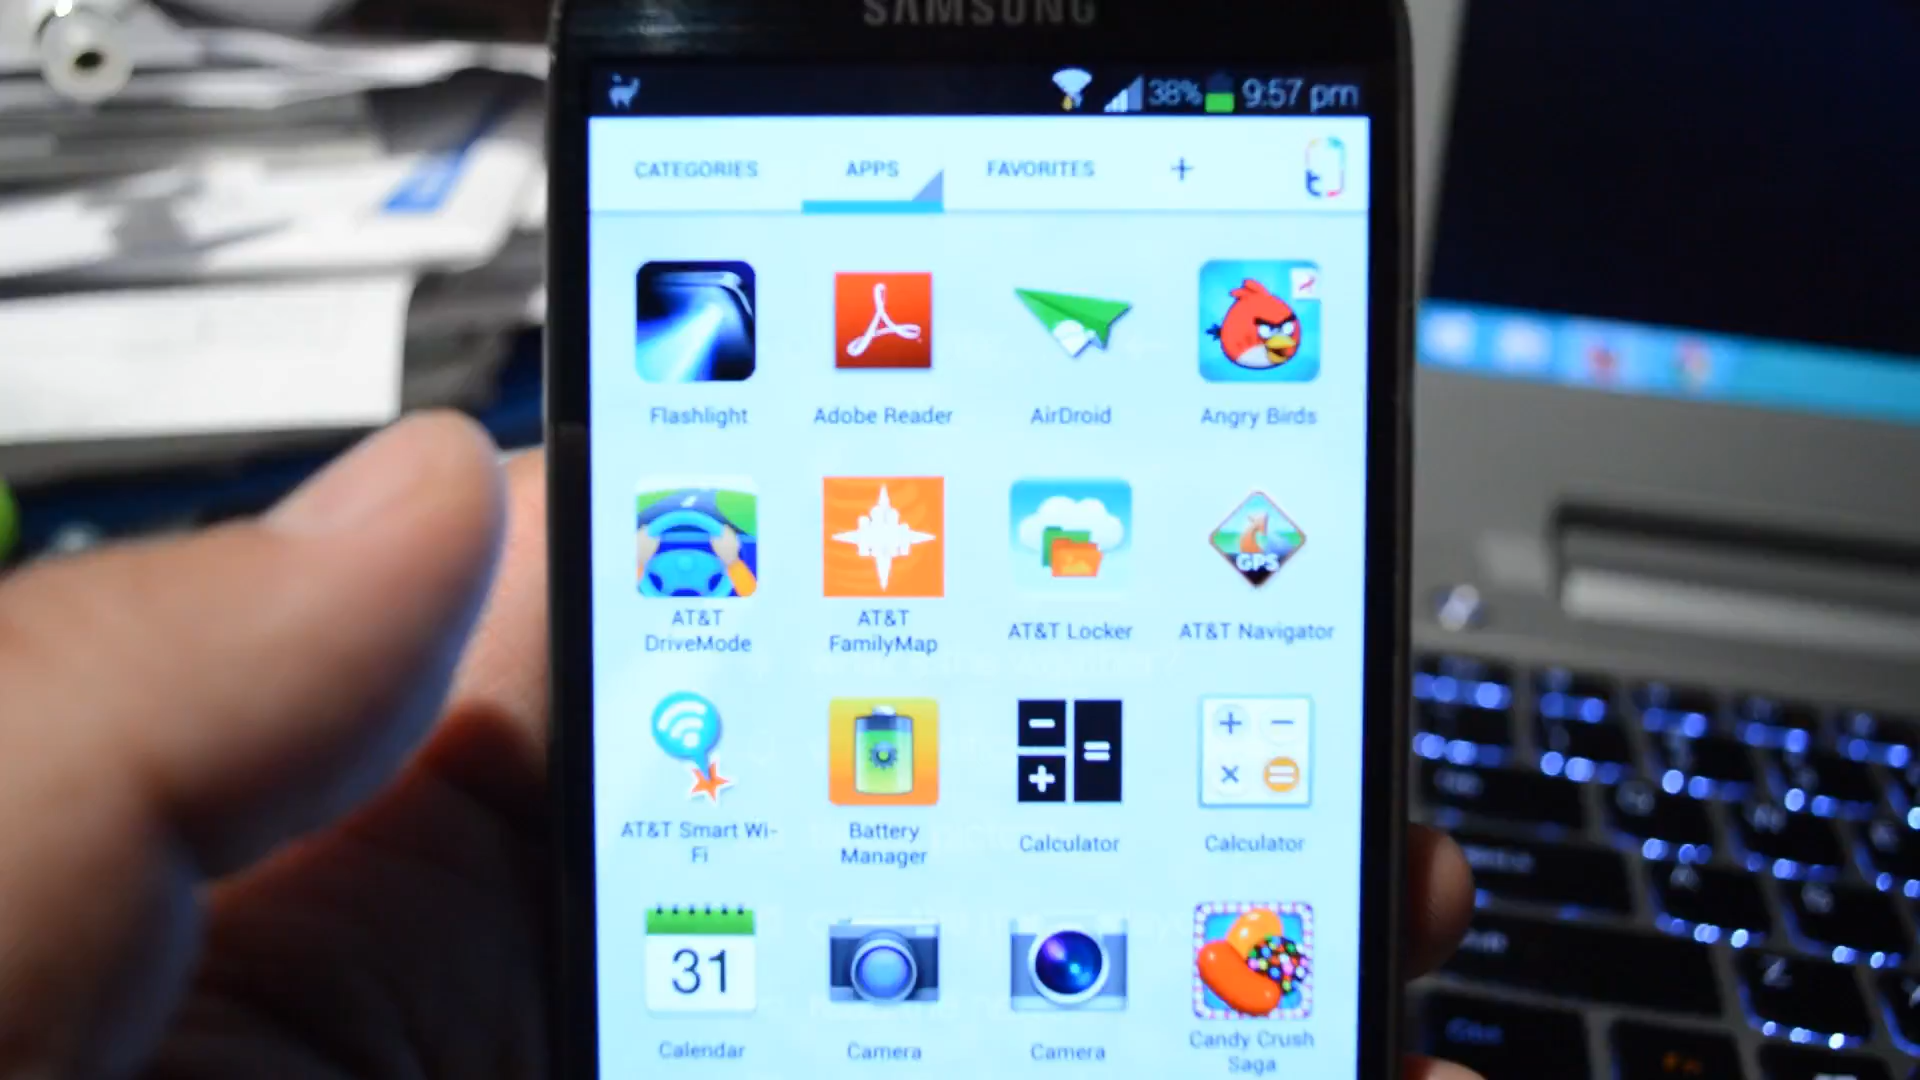 SAMSUNG
38% 9:57 pm
CATEGORIES APPS FAVORITES +
Flashlight Adobe Reader AirDroid Angry Birds
GPS
AT&T DriveMode AT&T FamilyMap AT&T Locker AT&T Navigator
AT&T Smart Wi-Fi Battery Manager Calculator Calculator
31
Calendar Camera Camera Candy Crush Saga